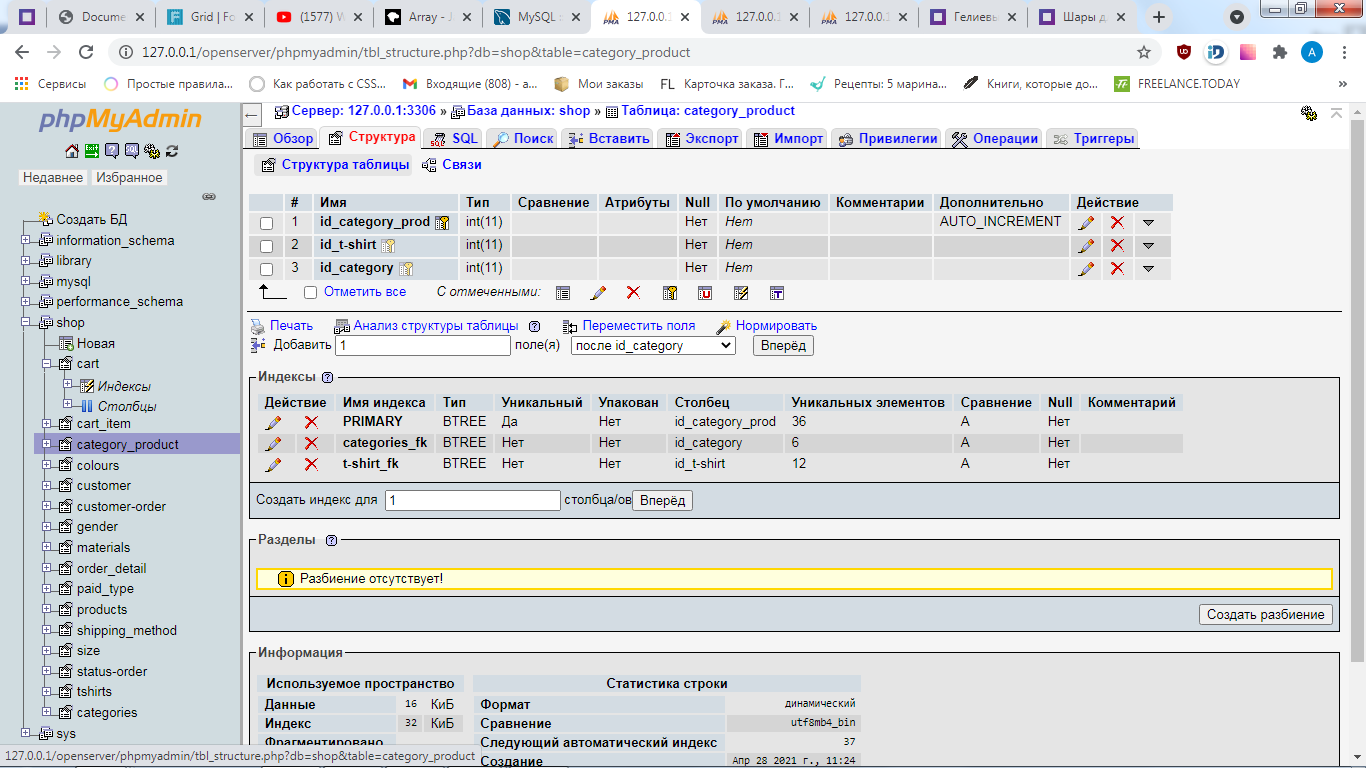 Docume
Grid | Fo
(1577) W
Array - J
MySQL :
127.0.0.1
127.0.0.1
127.0.0.1
Гелиевы
Шары д
127.0.0.1/openserver/phpmyadmin/tbl_structure.php?db=shop&table=category_product
Сервисы
Простые правила...
Как работать с CSS...
Входящие (808) - a...
Мои заказы
FL Карточка заказа. Г...
Рецепты: 5 марина...
Книги, которые до...
FREELANCE.TODAY
»
phpMyAdmin
Недавнее Избранное
Создать БД
information_schema
library
mysql
performance_schema
shop
Новая
cart
Индексы
Столбцы
cart_item
category_product
colours
customer
customer-order
gender
materials
order_detail
paid_type
products
shipping_method
size
status-order
tshirts
categories
sys
Сервер: 127.0.0.1:3306 » База данных: shop » Таблица: category_product
Обзор Структура SQL Поиск Вставить Экспорт Импорт Привилегии Операции Триггеры
Структура таблицы Связи
# Имя Тип Сравнение Атрибуты Null По умолчанию Комментарии Дополнительно Действие
1 id_category_prod int(11) Нет Нет AUTO_INCREMENT
2 id_t-shirt int(11) Нет Нет
3 id_category int(11) Нет Нет
Отметить все С отмеченными:
Печать Анализ структуры таблицы Переместить поля Нормировать
Добавить 1 поле(я) после id_category Вперёд
Индексы
Действие Имя индекса Тип Уникальный Упакован Столбец Уникальных элементов Сравнение Null Комментарий
PRIMARY BTREE Да Нет id_category_prod 36 A Нет
categories_fk BTREE Нет Нет id_category 6 A Нет
t-shirt_fk BTREE Нет Нет id_t-shirt 12 A Нет
Создать индекс для 1 столбца/ов Вперёд
Разделы
Разбиение отсутствует!
Создать разбиение
Информация
Используемое пространство
Данные 16 КиБ
Индекс 32 КиБ
Фрагментировано
Статистика строки
Формат динамический
Сравнение utf8mb4_bin
Следующий автоматический индекс 37
Создание Апр 28 2021 г., 11:24
127.0.0.1/openserver/phpmyadmin/tbl_structure.php?db=shop&table=category_product